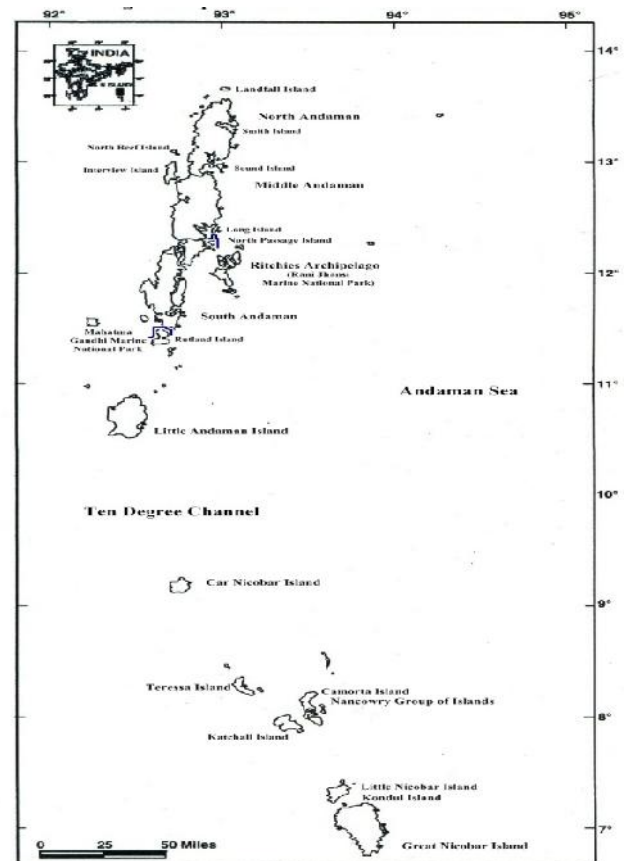 92° 93° 94° 95°
INDIA
14°
Landfall Island
North Andaman
Smith Island
North Reef Island
13°
Interview Island
Sound Island
Middle Andaman
Long Island
North Passage Island
Ritchies Archipelago
(Rani Jhansi
Marine National Park)
12°
South Andaman
Mahatma
Gandhi Marine
National Park
Rutland Island
11°
Andaman Sea
Little Andaman Island
10°
Ten Degree Channel
Car Nicobar Island
9°
Teressa Island
Camorta Island
Nancowry Group of Islands
8°
Katchall Island
Little Nicobar Island
Kondul Island
7°
Great Nicobar Island
0 25 50 Miles